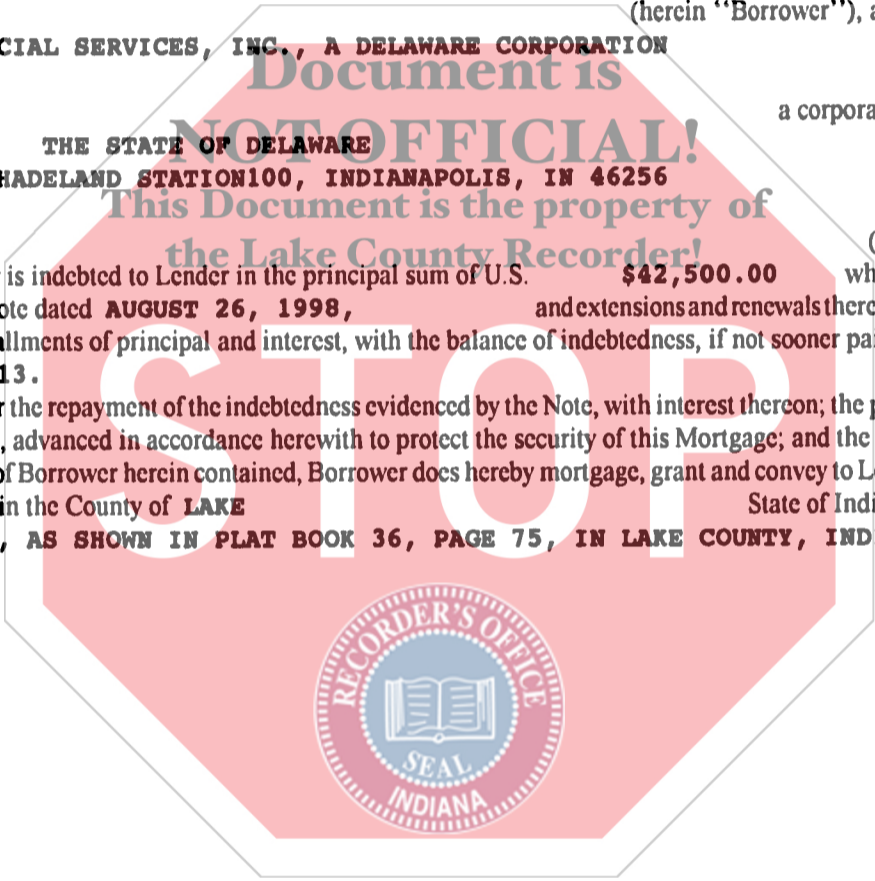 (herein "Borrower"), a
CIAL SERVICES, INC., A DELAWARE CORPORATION
Document is
a corpora
NOT OFFICIAL!
THE STATE OF DELAWARE
HADELAND STATION100, INDIANAPOLIS, IN 46256
This Document is the property of
the Lake County Recorder!
(
is indebted to Lender in the principal sum of U.S. $42,500.00 wh
ote dated AUGUST 26, 1998, and extensions and renewals there
allments of principal and interest, with the balance of indebtedness, if not sooner pai
13.
STOP
r the repayment of the indebtedness evidenced by the Note, with interest thereon; the p
, advanced in accordance herewith to protect the security of this Mortgage; and the
of Borrower herein contained, Borrower does hereby mortgage, grant and convey to L
in the County of LAKE State of Indi
, AS SHOWN IN PLAT BOOK 36, PAGE 75, IN LAKE COUNTY, IND
RECORDER'S OFFICE
SEAL
INDIANA